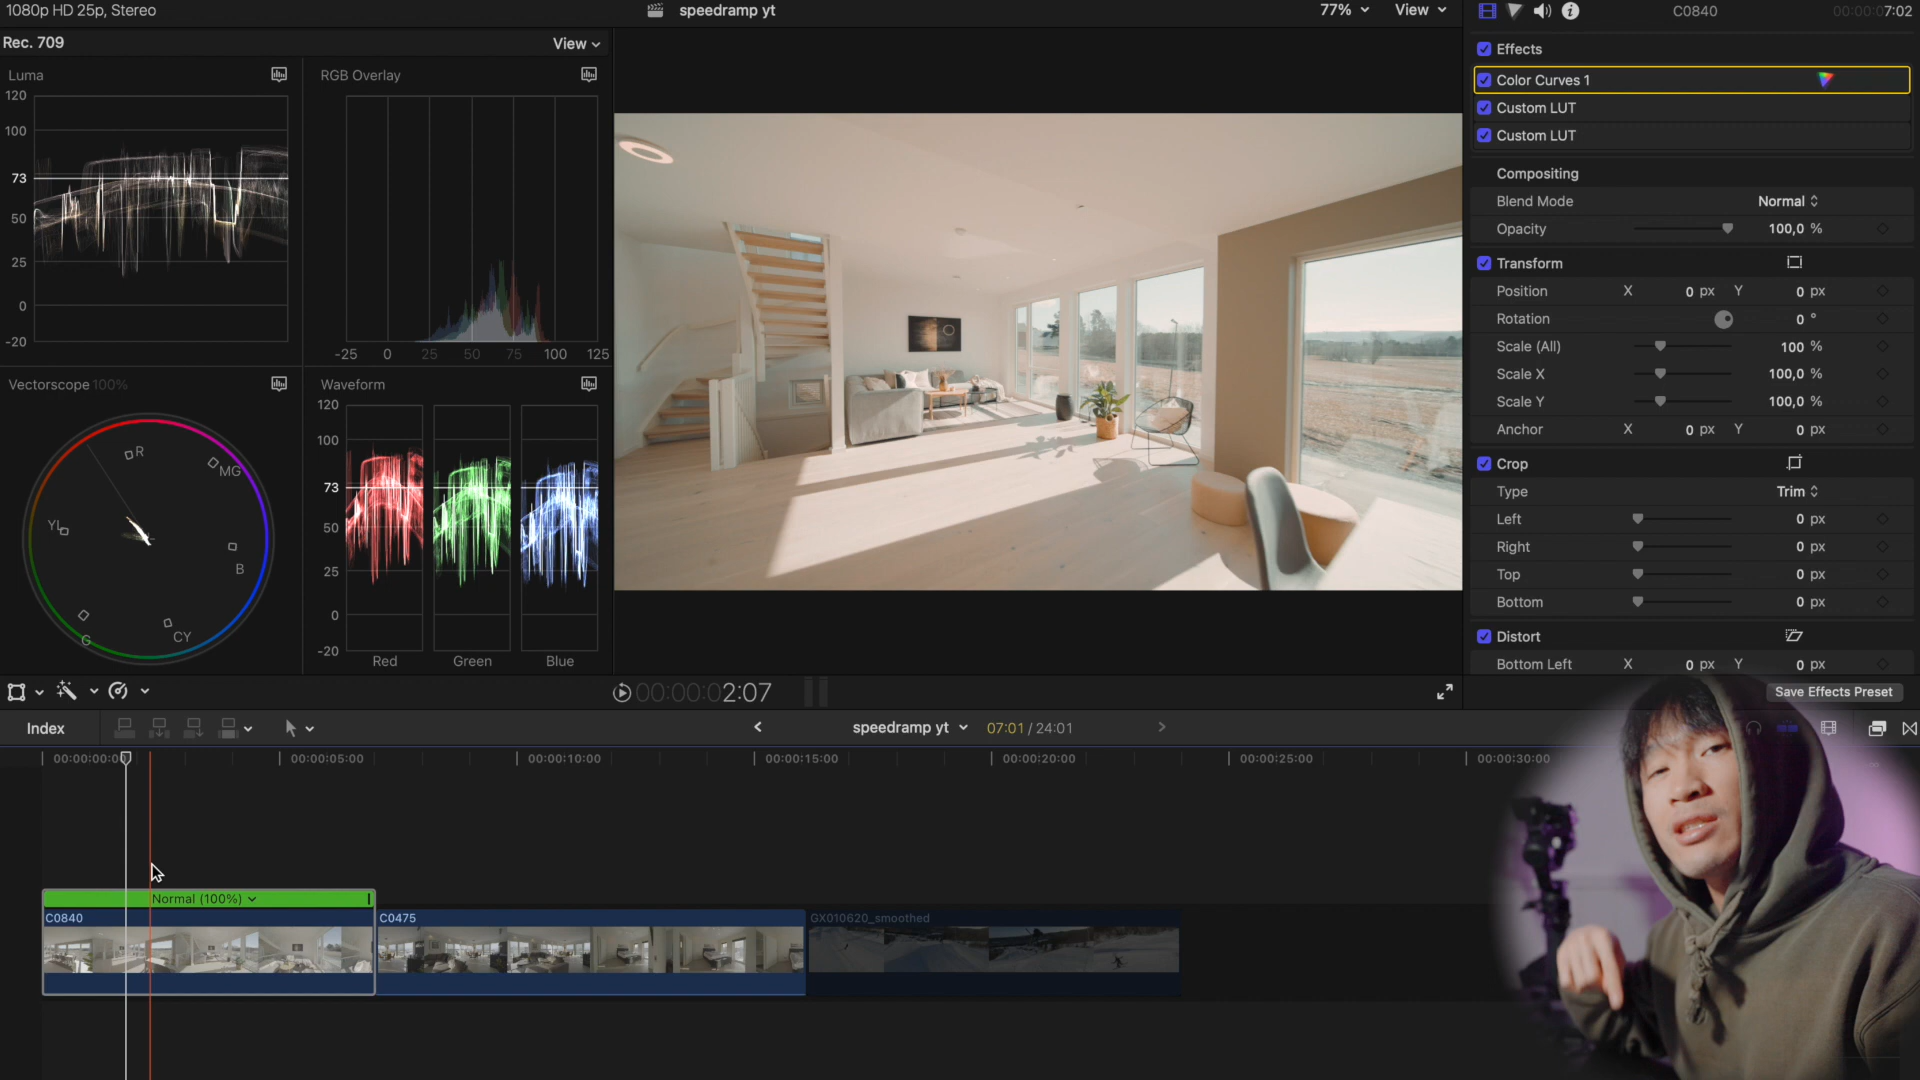 1080p HD 25p, Stereo
speedramp yt
77%
View
C0840
00:00:07:02
Rec. 709
View
Effects
Luma
RGB Overlay
Color Curves 1
Custom LUT
Custom LUT
120
100
73
50
25
0
-20
-25
0
25
50
75
100
125
Compositing
Blend Mode
Normal
Opacity
100,0 %
Transform
Position
X
0 px
Y
0 px
Rotation
0 °
Scale (All)
100 %
Scale X
100,0 %
Scale Y
100,0 %
Anchor
X
0 px
Y
0 px
Vectorscope 100%
Waveform
R
MG
YL
B
G
CY
120
100
73
50
25
0
-20
Red
Green
Blue
Crop
Type
Trim
Left
0 px
Right
0 px
Top
0 px
Bottom
0 px
Distort
Bottom Left
X
0 px
Y
0 px
00:00:02:07
Save Effects Preset
Index
speedramp yt
07:01 / 24:01
00:00:00:0
00:00:05:00
00:00:10:00
00:00:15:00
00:00:20:00
00:00:25:00
00:00:30:00
Normal (100%)
C0840
C0475
GX010620_smoothed